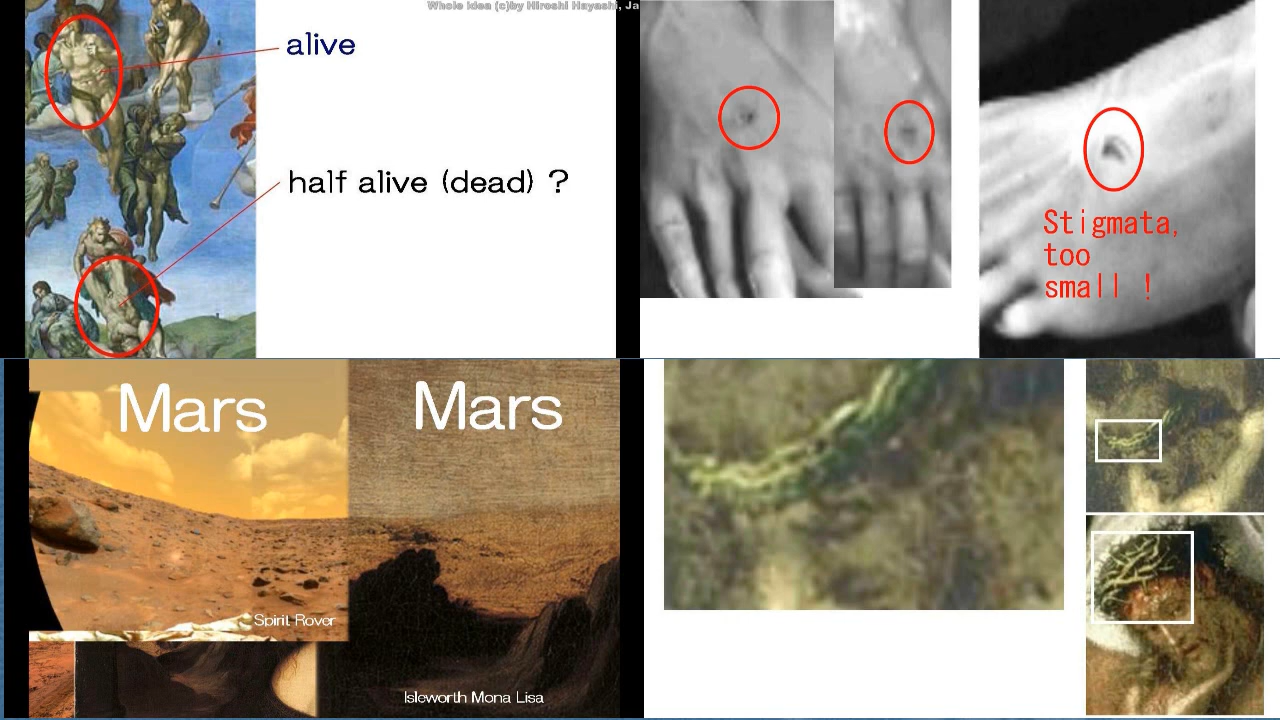 Whole idea (c)by Hiroshi Hayashi, Ja
alive
half alive (dead) ?
Stigmata,
too
small !
Mars
Mars
Spirit Rover
Isleworth Mona Lisa